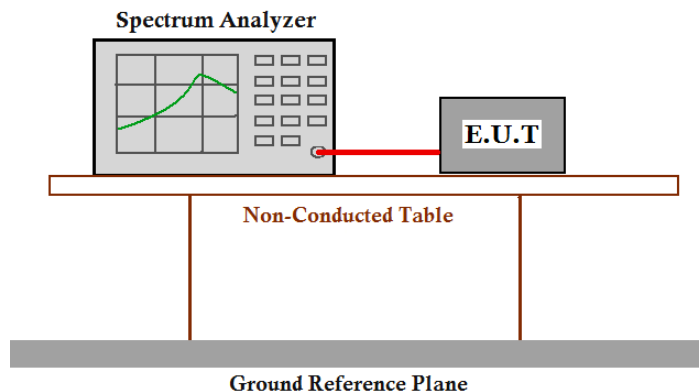 Spectrum Analyzer
E.U.T
Non-Conducted Table
Ground Reference Plane